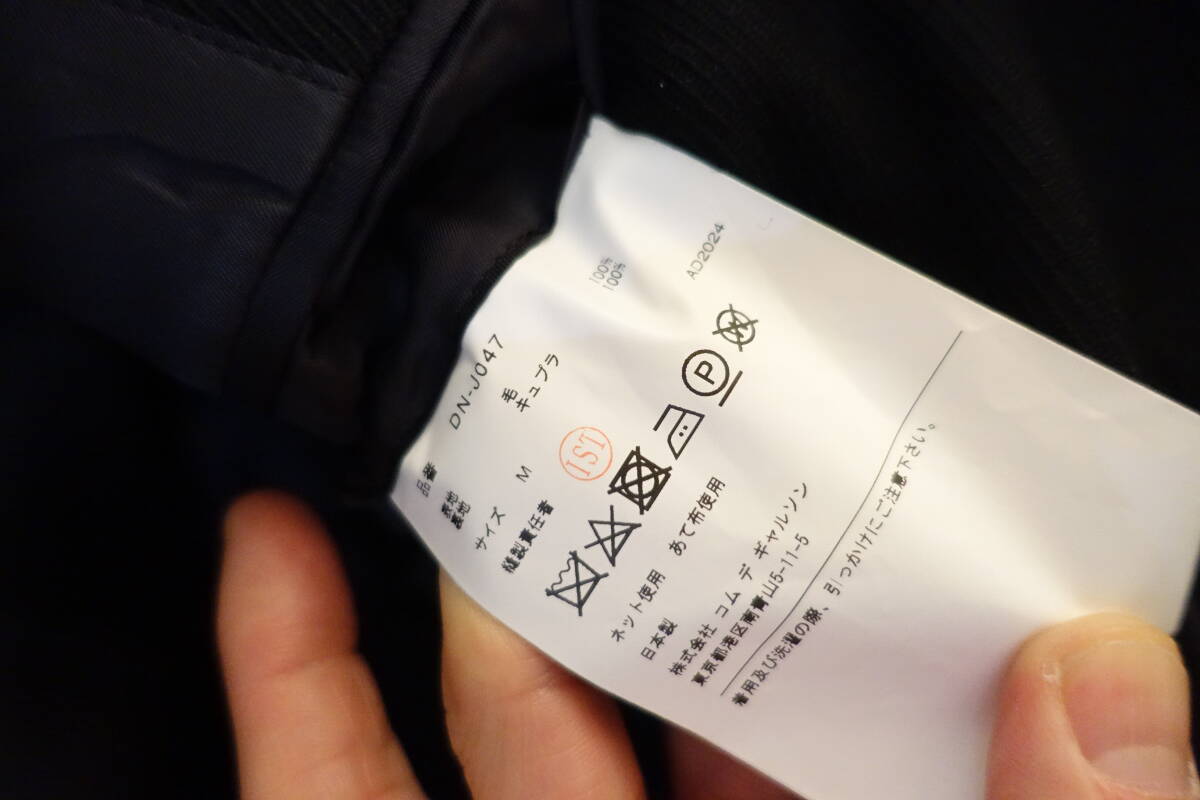 品番 DN-J047
表地 毛 100%
裏地 キュプラ 100%
サイズ M
縫製責任者 IST
AD2024
P
W
ネット使用 あて布使用
日本製
株式会社 コム デ ギャルソン
東京都港区南青山5-11-5
着用及び洗濯の際、引っかけにご注意下さい。